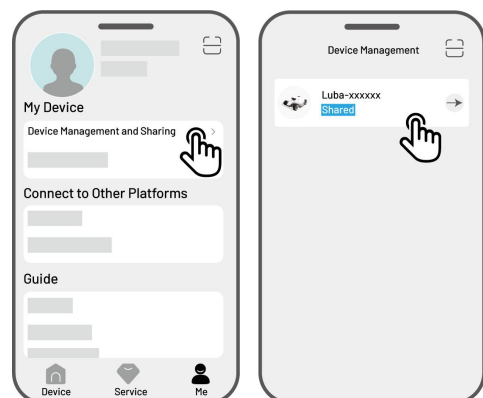 My Device
Device Management and Sharing
Connect to Other Platforms
Guide
Device
Service
Me
Device Management
Luba-xxxxxx
Shared